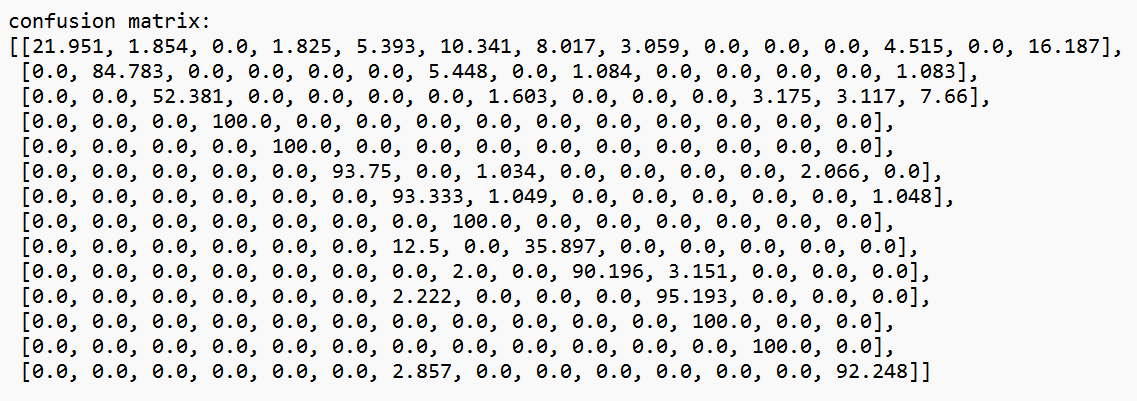 confusion matrix:
[[21.951, 1.854, 0.0, 1.825, 5.393, 10.341, 8.017, 3.059, 0.0, 0.0, 0.0, 4.515, 0.0, 16.187],
[0.0, 84.783, 0.0, 0.0, 0.0, 0.0, 5.448, 0.0, 1.084, 0.0, 0.0, 0.0, 0.0, 1.083],
[0.0, 0.0, 52.381, 0.0, 0.0, 0.0, 0.0, 1.603, 0.0, 0.0, 0.0, 3.175, 3.117, 7.66],
[0.0, 0.0, 0.0, 100.0, 0.0, 0.0, 0.0, 0.0, 0.0, 0.0, 0.0, 0.0, 0.0, 0.0],
[0.0, 0.0, 0.0, 0.0, 100.0, 0.0, 0.0, 0.0, 0.0, 0.0, 0.0, 0.0, 0.0, 0.0],
[0.0, 0.0, 0.0, 0.0, 0.0, 93.75, 0.0, 1.034, 0.0, 0.0, 0.0, 0.0, 2.066, 0.0],
[0.0, 0.0, 0.0, 0.0, 0.0, 0.0, 93.333, 1.049, 0.0, 0.0, 0.0, 0.0, 0.0, 1.048],
[0.0, 0.0, 0.0, 0.0, 0.0, 0.0, 0.0, 100.0, 0.0, 0.0, 0.0, 0.0, 0.0, 0.0],
[0.0, 0.0, 0.0, 0.0, 0.0, 0.0, 12.5, 0.0, 35.897, 0.0, 0.0, 0.0, 0.0, 0.0],
[0.0, 0.0, 0.0, 0.0, 0.0, 0.0, 0.0, 2.0, 0.0, 90.196, 3.151, 0.0, 0.0, 0.0],
[0.0, 0.0, 0.0, 0.0, 0.0, 0.0, 2.222, 0.0, 0.0, 0.0, 95.193, 0.0, 0.0, 0.0],
[0.0, 0.0, 0.0, 0.0, 0.0, 0.0, 0.0, 0.0, 0.0, 0.0, 0.0, 100.0, 0.0, 0.0],
[0.0, 0.0, 0.0, 0.0, 0.0, 0.0, 0.0, 0.0, 0.0, 0.0, 0.0, 0.0, 100.0, 0.0],
[0.0, 0.0, 0.0, 0.0, 0.0, 0.0, 2.857, 0.0, 0.0, 0.0, 0.0, 0.0, 0.0, 92.248]]